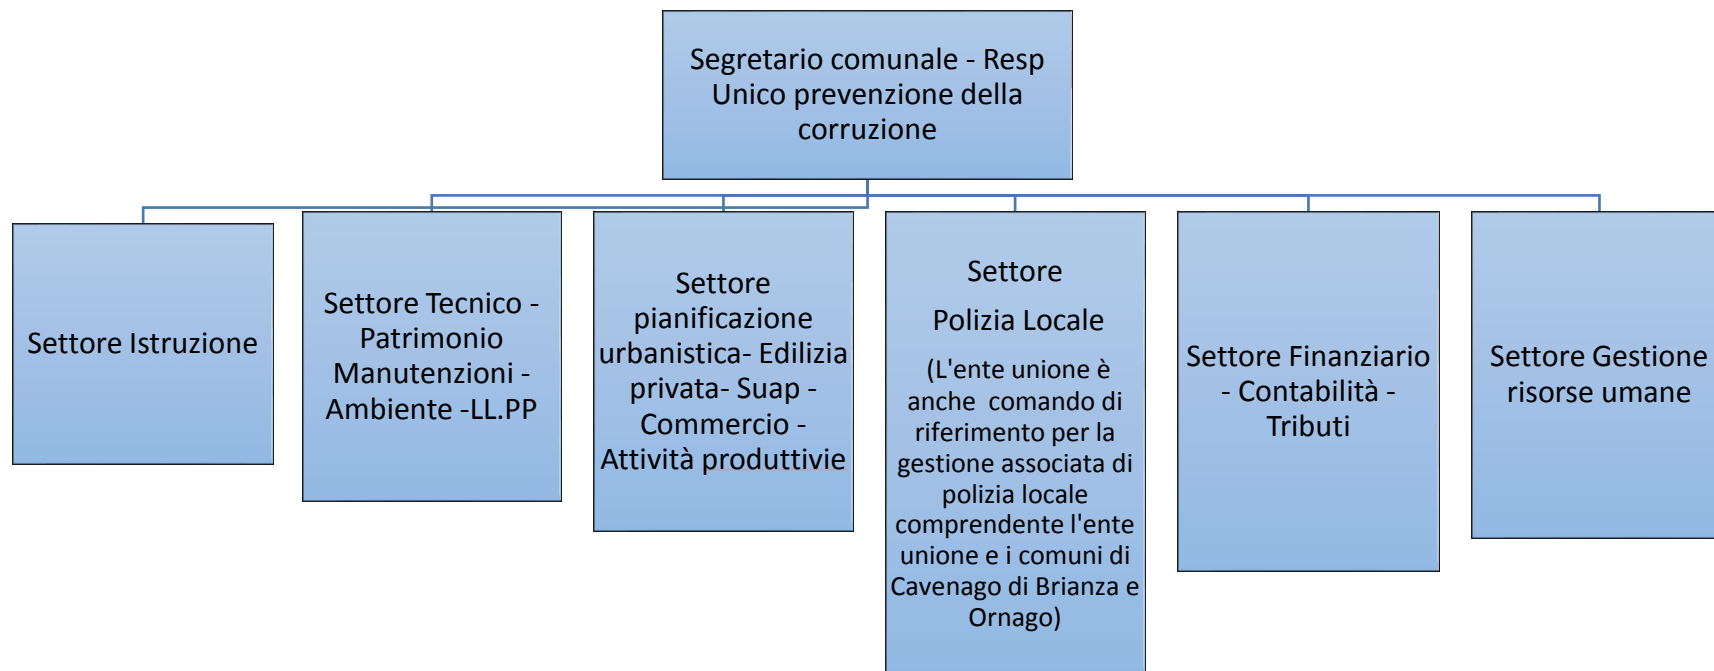 Segretario comunale - Resp
Unico prevenzione della
corruzione
Settore Istruzione
Settore Tecnico -
Patrimonio
Manutenzioni -
Ambiente -LL.PP
Settore
pianificazione
urbanistica- Edilizia
privata- Suap -
Commercio -
Attività produttivie
Settore
Polizia Locale
(L'ente unione è
anche comando di
riferimento per la
gestione associata di
polizia locale
comprendente l'ente
unione e i comuni di
Cavenago di Brianza e
Ornago)
Settore Finanziario
- Contabilità -
Tributi
Settore Gestione
risorse umane